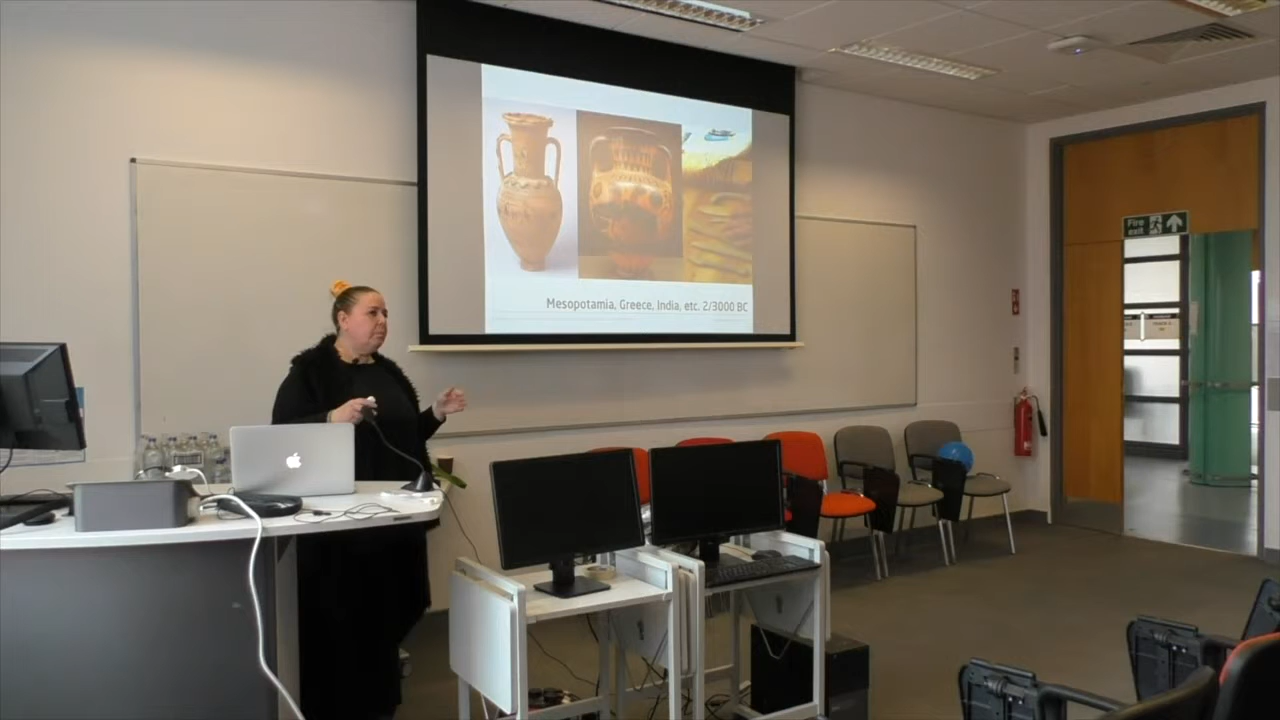 Mesopotamia, Greece, India, etc. 2/3000 BC
Fire
exit